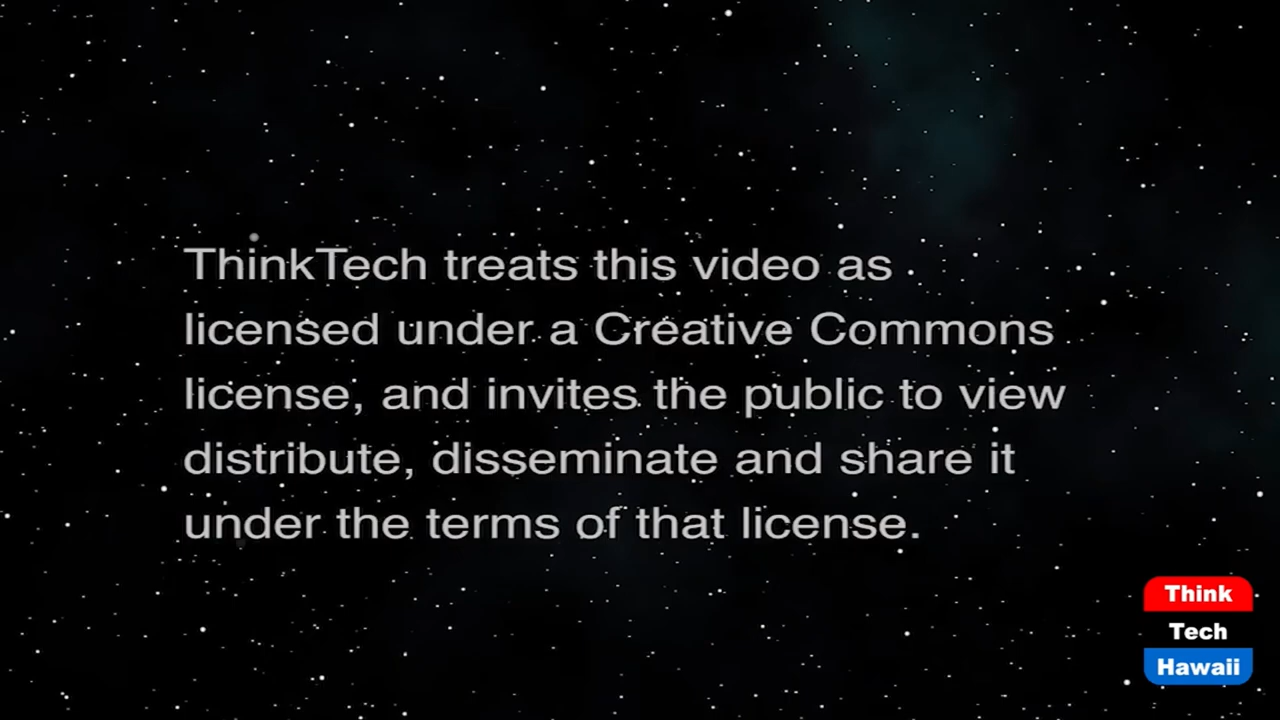 ThinkTech treats this video as
licensed under a Creative Commons
license, and invites the public to view
distribute, disseminate and share it
under the terms of that license.
Think
Tech
Hawaii